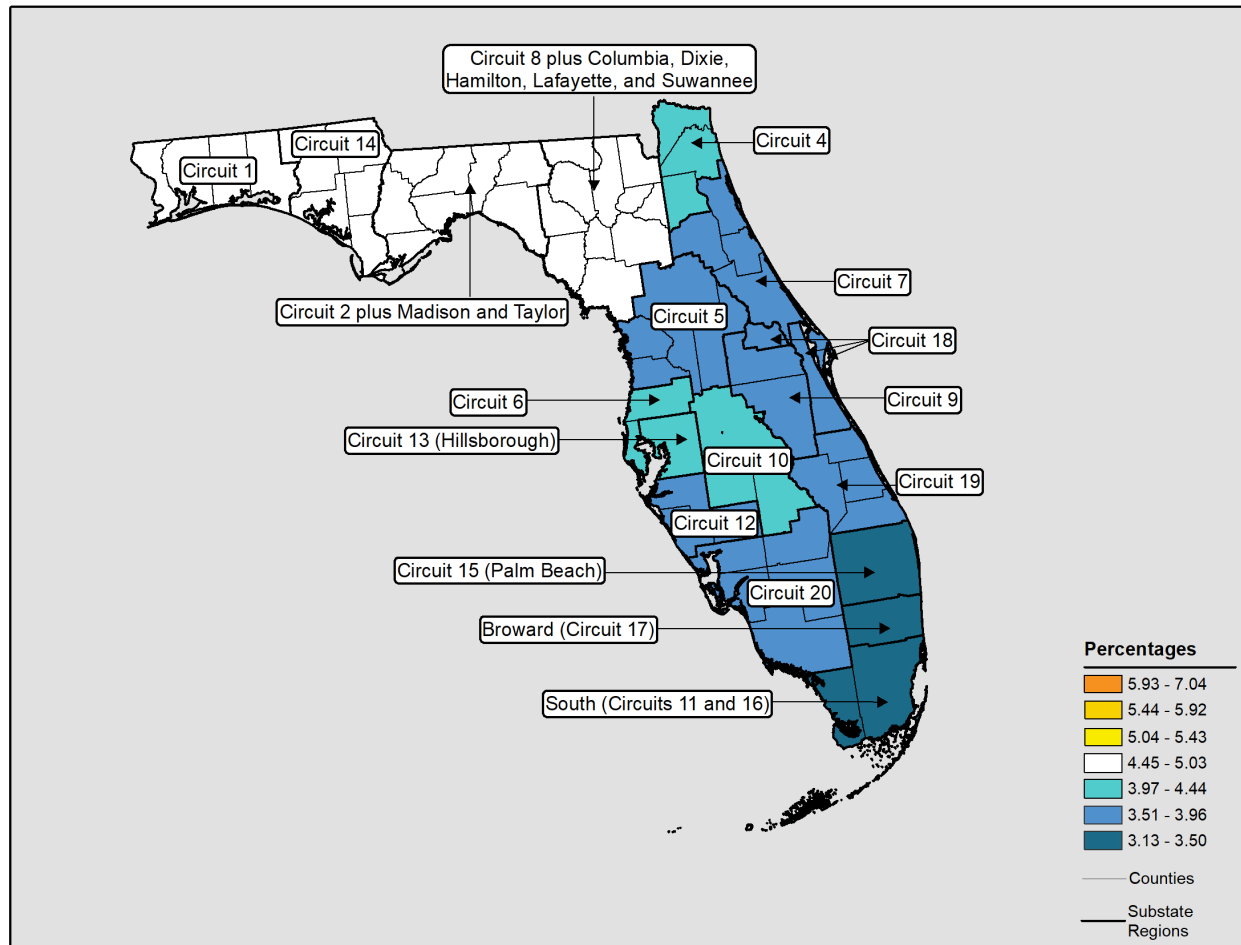 Circuit 8 plus Columbia, Dixie,
Hamilton, Lafayette, and Suwannee
Circuit 14
Circuit 4
Circuit 1
Circuit 7
Circuit 2 plus Madison and Taylor
Circuit 5
Circuit 18
Circuit 6
Circuit 9
Circuit 13 (Hillsborough)
Circuit 10
Circuit 19
Circuit 12
Circuit 15 (Palm Beach)
Circuit 20
Broward (Circuit 17)
South (Circuits 11 and 16)
Percentages
5.93 - 7.04
5.44 - 5.92
5.04 - 5.43
4.45 - 5.03
3.97 - 4.44
3.51 - 3.96
3.13 - 3.50
Counties
Substate
Regions